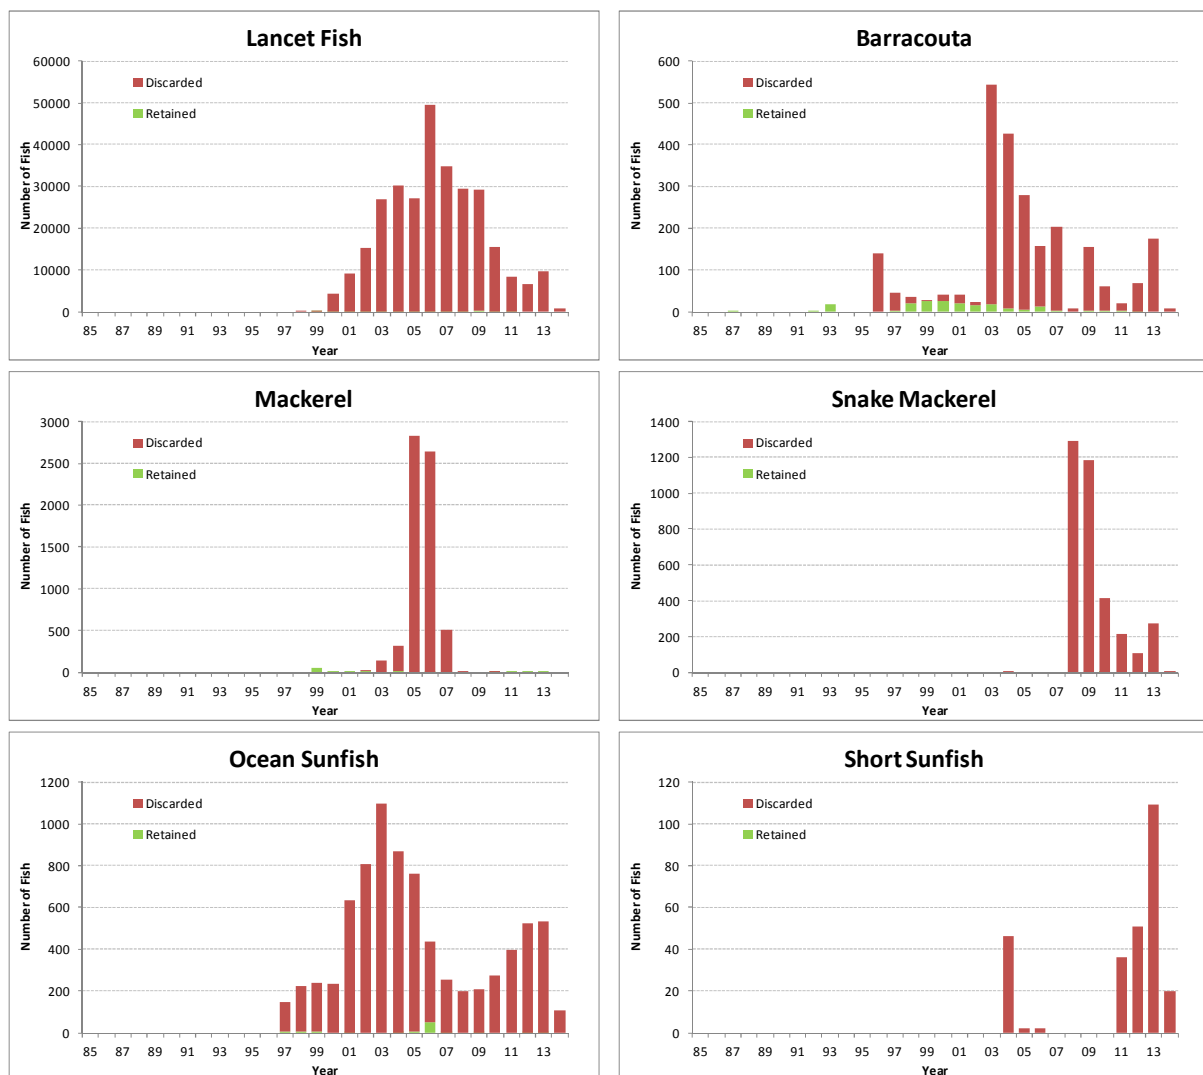 Lancet Fish
60000
50000
40000
30000
20000
10000
0
Number of Fish
Discarded
Retained
85 87 89 91 93 95 97 99 01 03 05 07 09 11 13
Year
Barracouta
600
500
400
300
200
100
0
Number of Fish
Discarded
Retained
85 87 89 91 93 95 97 99 01 03 05 07 09 11 13
Year
Mackerel
3000
2500
2000
1500
1000
500
0
Number of Fish
Discarded
Retained
85 87 89 91 93 95 97 99 01 03 05 07 09 11 13
Year
Snake Mackerel
1400
1200
1000
800
600
400
200
0
Number of Fish
Discarded
Retained
85 87 89 91 93 95 97 99 01 03 05 07 09 11 13
Year
Ocean Sunfish
1200
1000
800
600
400
200
0
Number of Fish
Discarded
Retained
85 87 89 91 93 95 97 99 01 03 05 07 09 11 13
Year
Short Sunfish
120
100
80
60
40
20
0
Number of Fish
Discarded
Retained
85 87 89 91 93 95 97 99 01 03 05 07 09 11 13
Year